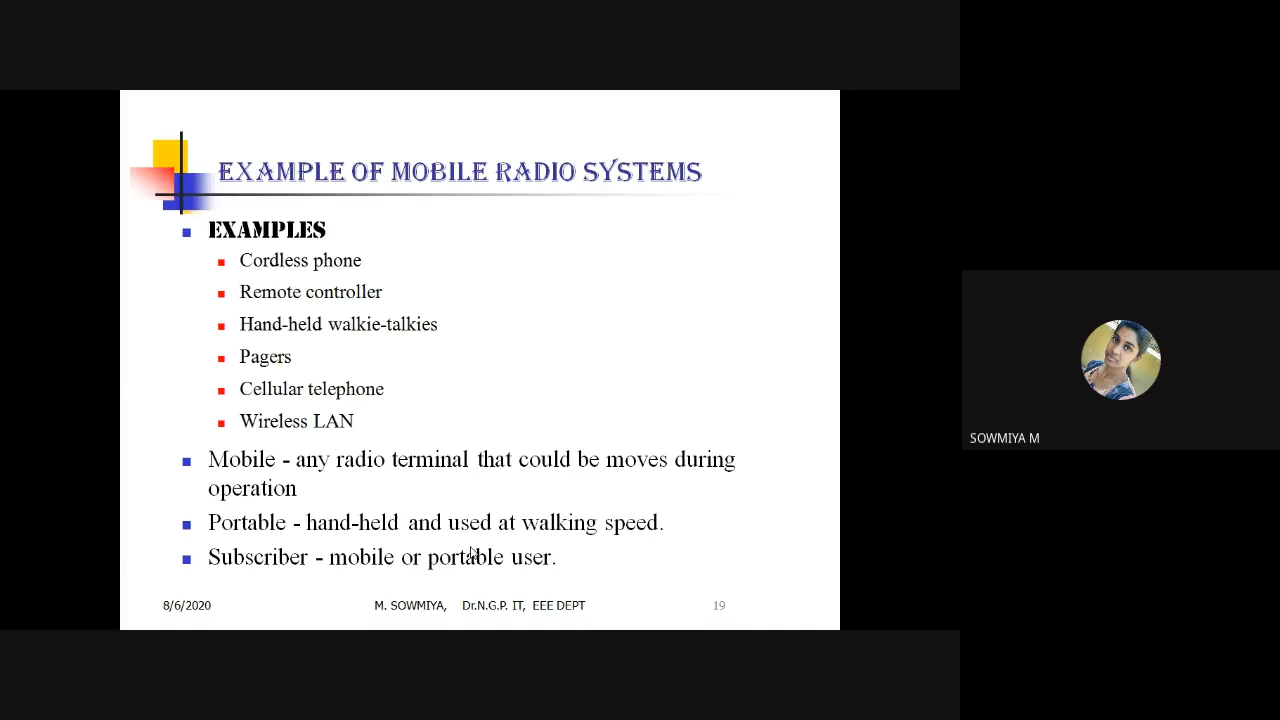 EXAMPLE OF MOBILE RADIO SYSTEMS
EXAMPLES
Cordless phone
Remote controller
Hand-held walkie-talkies
Pagers
Cellular telephone
Wireless LAN
Mobile - any radio terminal that could be moves during
operation
Portable - hand-held and used at walking speed.
Subscriber - mobile or portable user.
8/6/2020 M. SOWMIYA, Dr.N.G.P. IT, EEE DEPT 19
SOWMIYA M